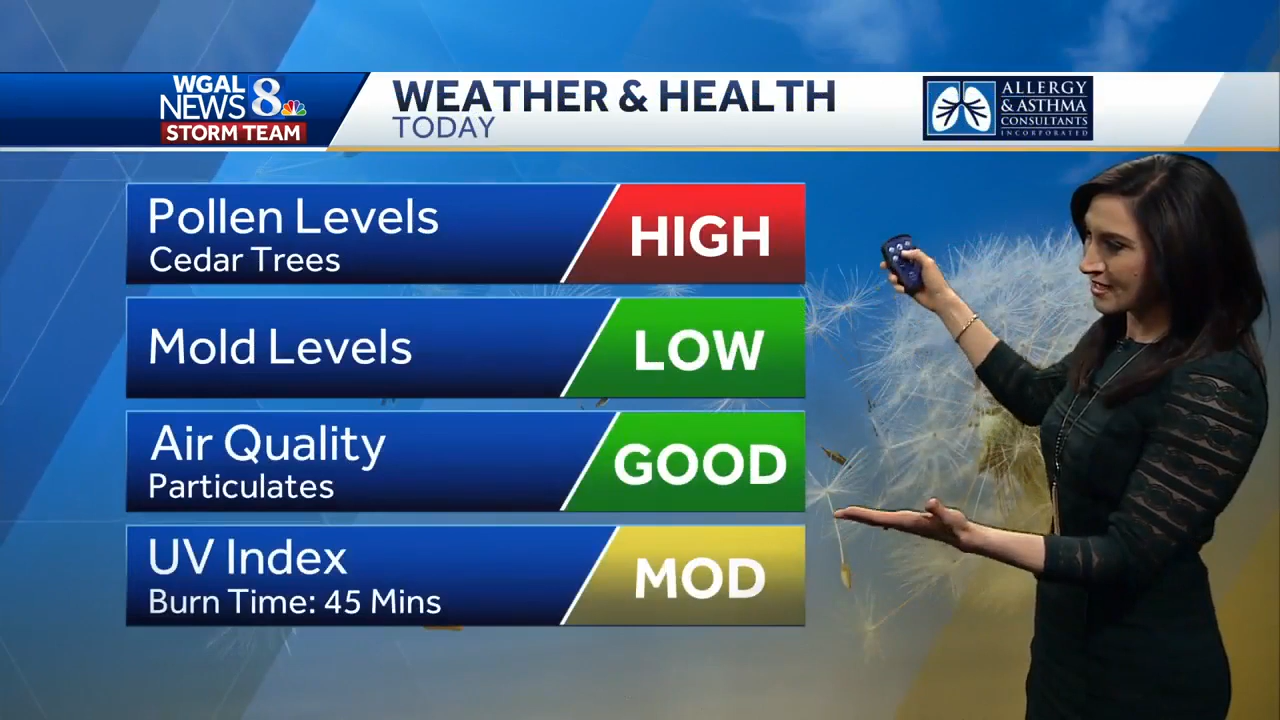 WGAL
NEWS 8
STORM TEAM
WEATHER & HEALTH
TODAY
ALLERGY
& ASTHMA
CONSULTANTS
INCORPORATED
Pollen Levels
Cedar Trees
HIGH
Mold Levels
LOW
Air Quality
Particulates
GOOD
UV Index
Burn Time: 45 Mins
MOD